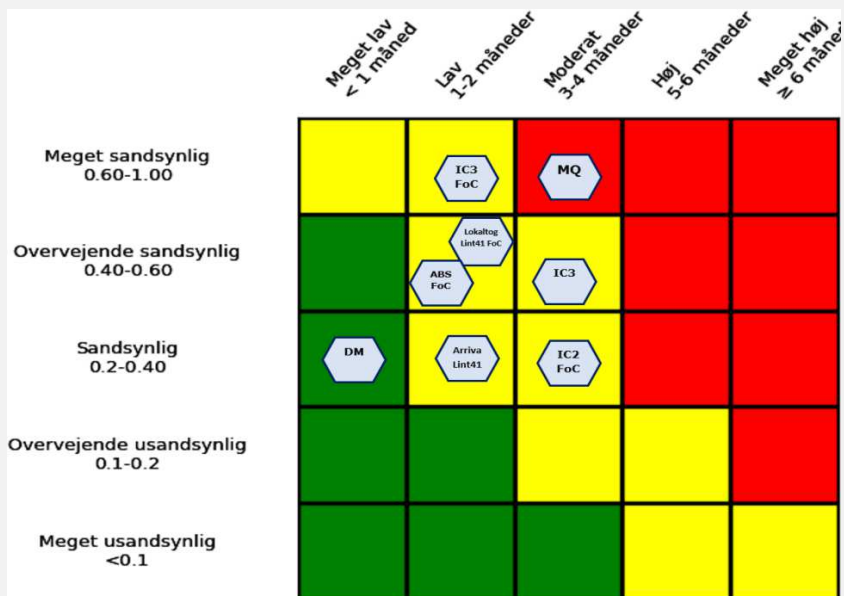 Meget lav
< 1 måned
Lav
1-2 måneder
Moderat
3-4 måneder
Høj
5-6 måneder
Meget høj
≥ 6 måned
Meget sandsynlig
0.60-1.00
IC3
FoC
MQ
Overvejende sandsynlig
0.40-0.60
Lokaltog
Lint41 FoC
ABS
FoC
IC3
Sandsynlig
0.2-0.40
DM
Arriva
Lint41
IC2
FoC
Overvejende usandsynlig
0.1-0.2
Meget usandsynlig
<0.1